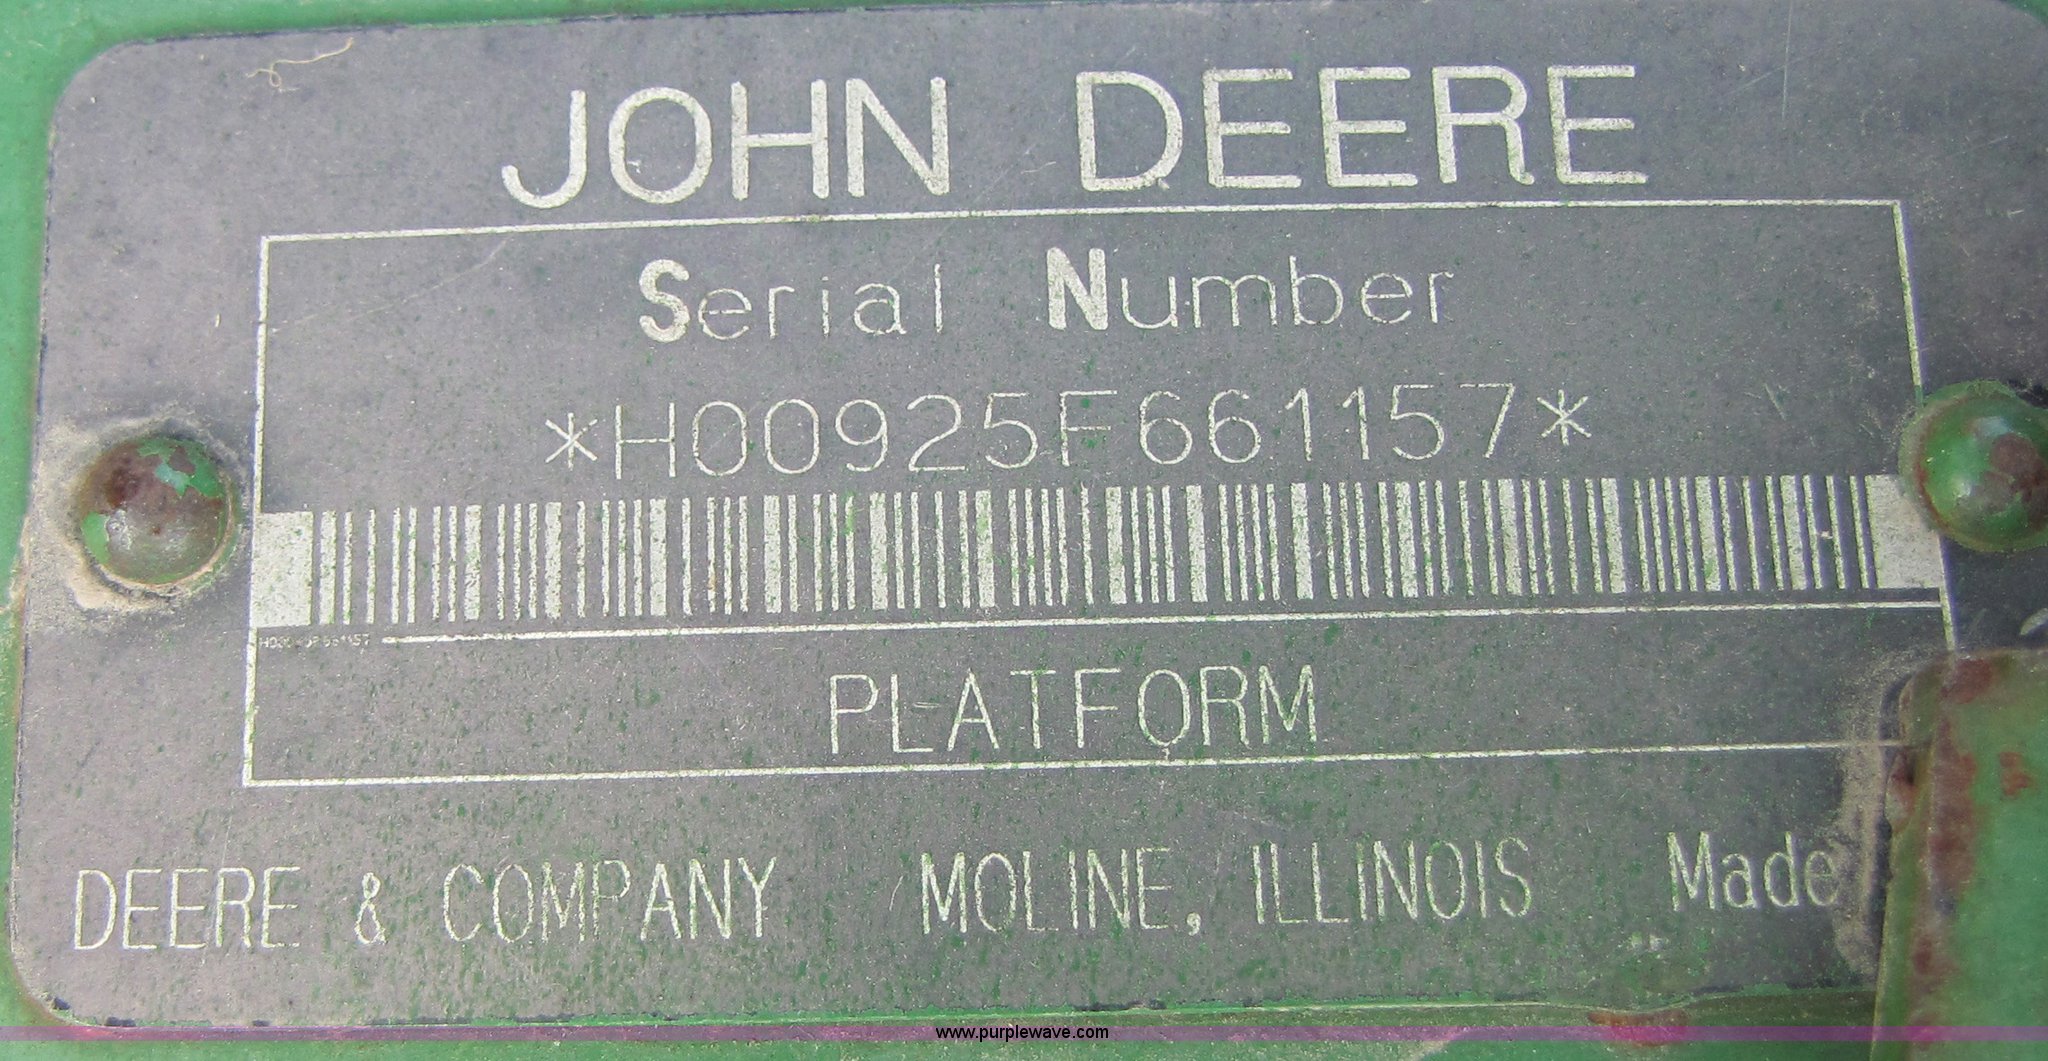 JOHN DEERE
Serial Number
*H00925F661157*
PLATFORM
DEERE & COMPANY MOLINE, ILLINOIS Made
www.purplewave.com